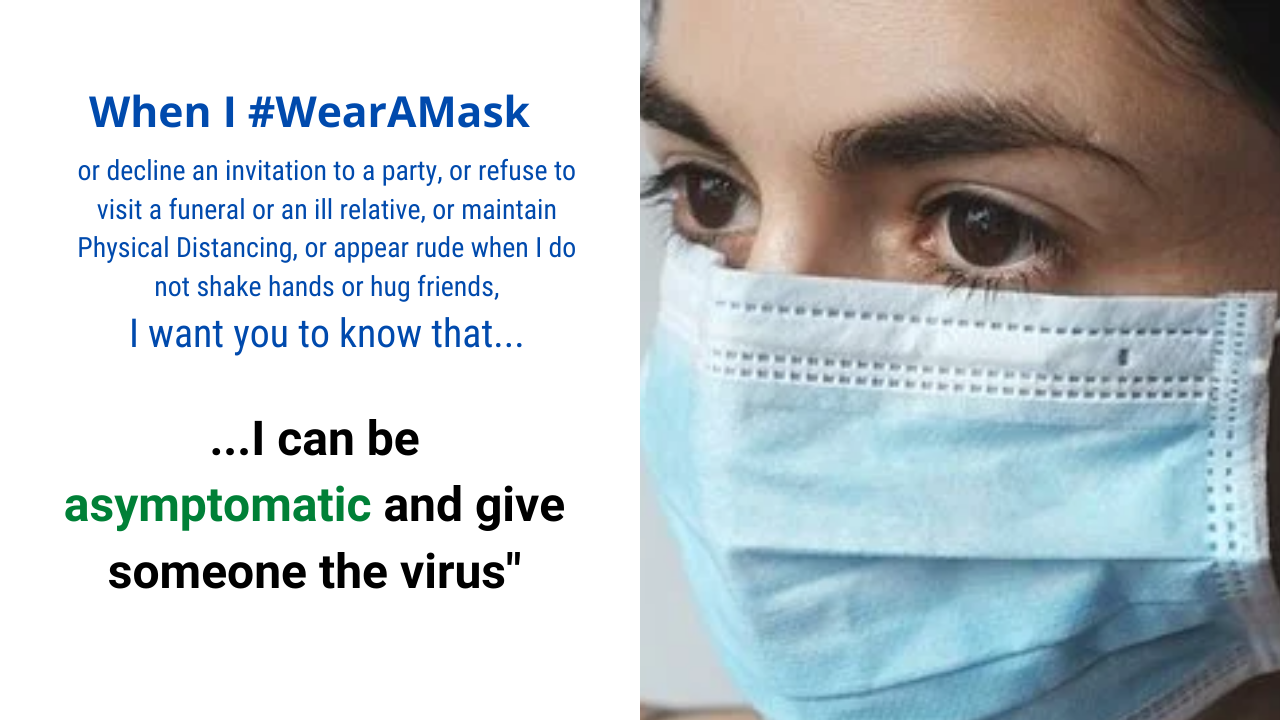 When I #WearAMask
or decline an invitation to a party, or refuse to
visit a funeral or an ill relative, or maintain
Physical Distancing, or appear rude when I do
not shake hands or hug friends,
I want you to know that...
...I can be
asymptomatic and give
someone the virus"